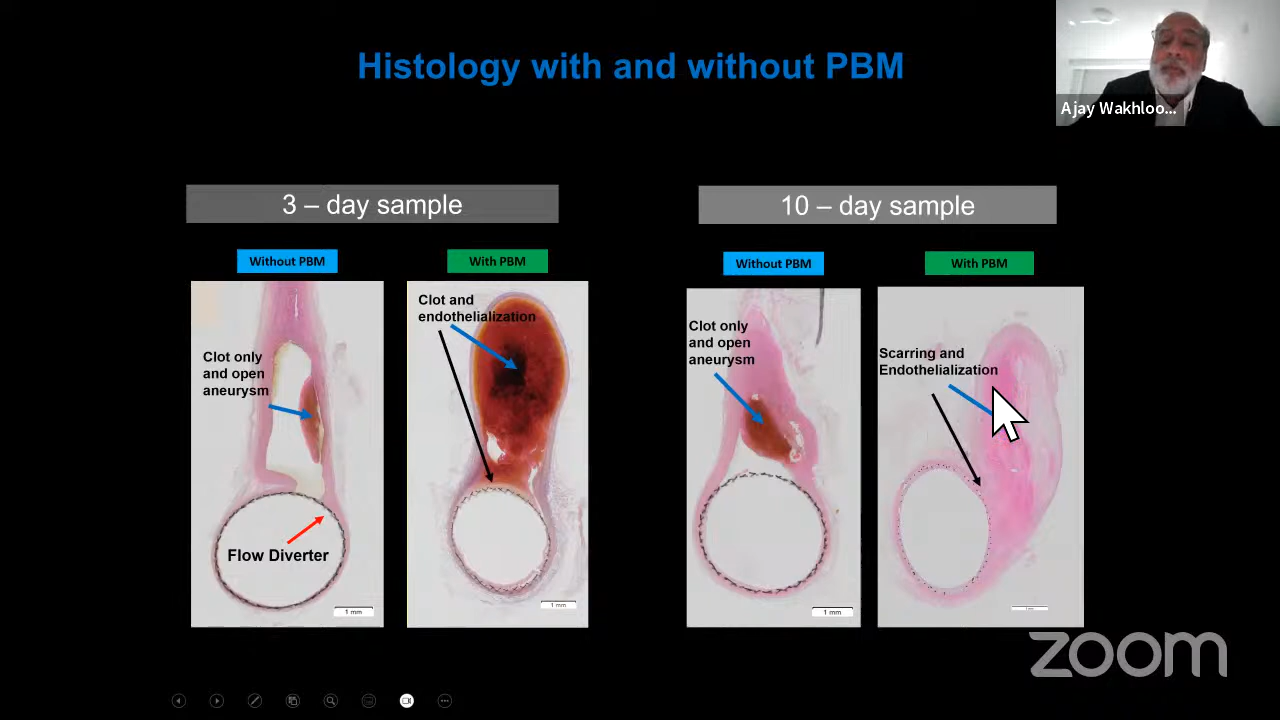 Histology with and without PBM
Ajay Wakhloo...
3 – day sample
10 – day sample
Without PBM
With PBM
Without PBM
With PBM
Clot and
endothelialization
Clot only
and open
aneurysm
Flow Diverter
1 mm
1 mm
Clot only
and open
aneurysm
Scarring and
Endothelialization
1 mm
zoom